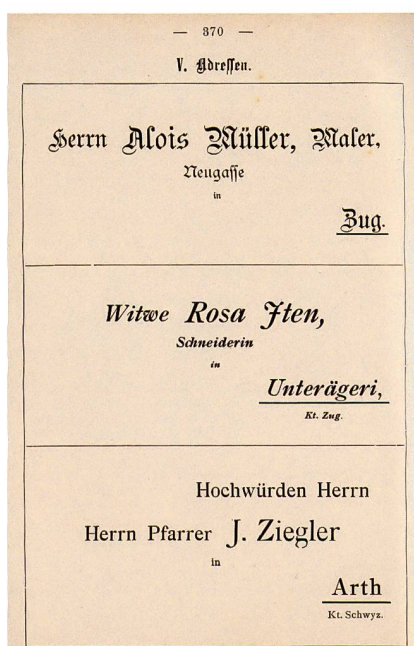 — 370 —
V. Adressen.
Herrn Alois Müller, Maler,
Neugasse
in
Zug.
Witwe Rosa Iten,
Schneiderin
in
Unterägeri,
Kt. Zug.
Hochwürden Herrn
Herrn Pfarrer J. Ziegler
in
Arth
Kt. Schwyz.